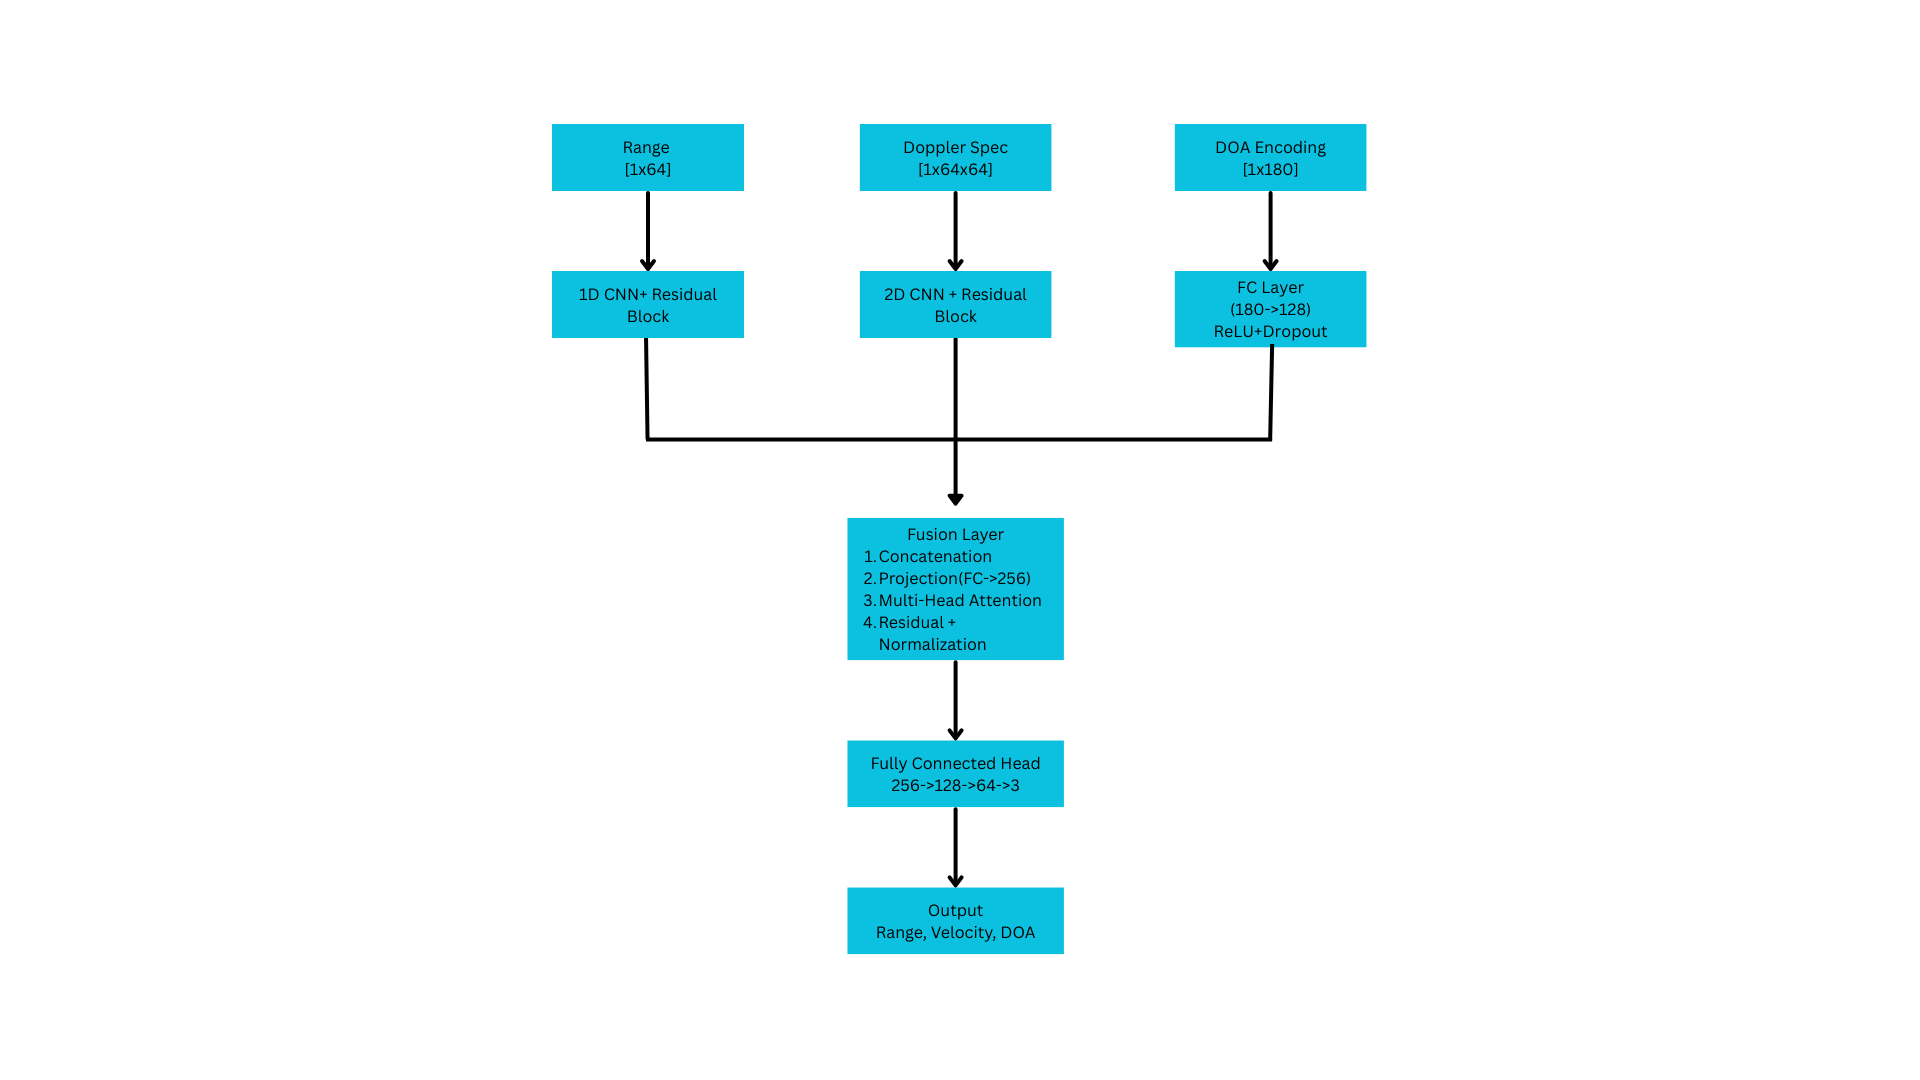 Range
[1x64]
Doppler Spec
[1x64x64]
DOA Encoding
[1x180]
1D CNN+ Residual
Block
2D CNN + Residual
Block
FC Layer
(180->128)
ReLU+Dropout
Fusion Layer
1. Concatenation
2. Projection(FC->256)
3. Multi-Head Attention
4. Residual +
Normalization
Fully Connected Head
256->128->64->3
Output
Range, Velocity, DOA